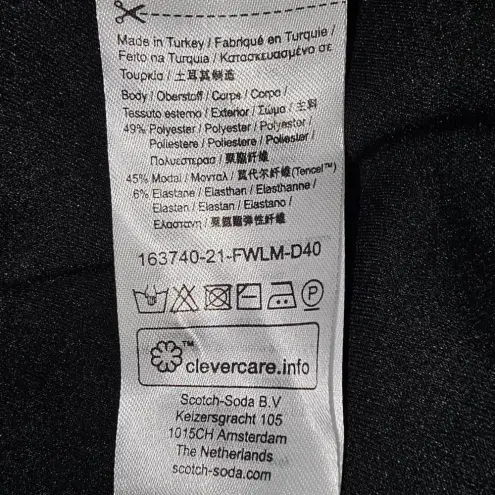 Made in Turkey / Fabriqué en Turquie /
Feito na Turquia / Κατασκευασμένο σε
Τουρκία / 土耳其制造
Body / Oberstoff / Corps / Corpo /
Tessuto esterno / Exterior / Σώμα / 主料
49% Polyester / Polyester / Polyester /
Poliestere / Poliestere / Poliester /
Πολυεστερασ / 聚酯纤维
45% Modal / Μονταλ / 莫代尔纤维(Tencel™)
6% Elastane / Elasthan / Elasthanne /
Elastan / Elastan / Elastano /
Ελαστανη / 聚氨酯弹性纤维
163740-21-FWLM-D40
P
™
clevercare.info
Scotch-Soda B.V
Keizersgracht 105
1015CH Amsterdam
The Netherlands
scotch-soda.com